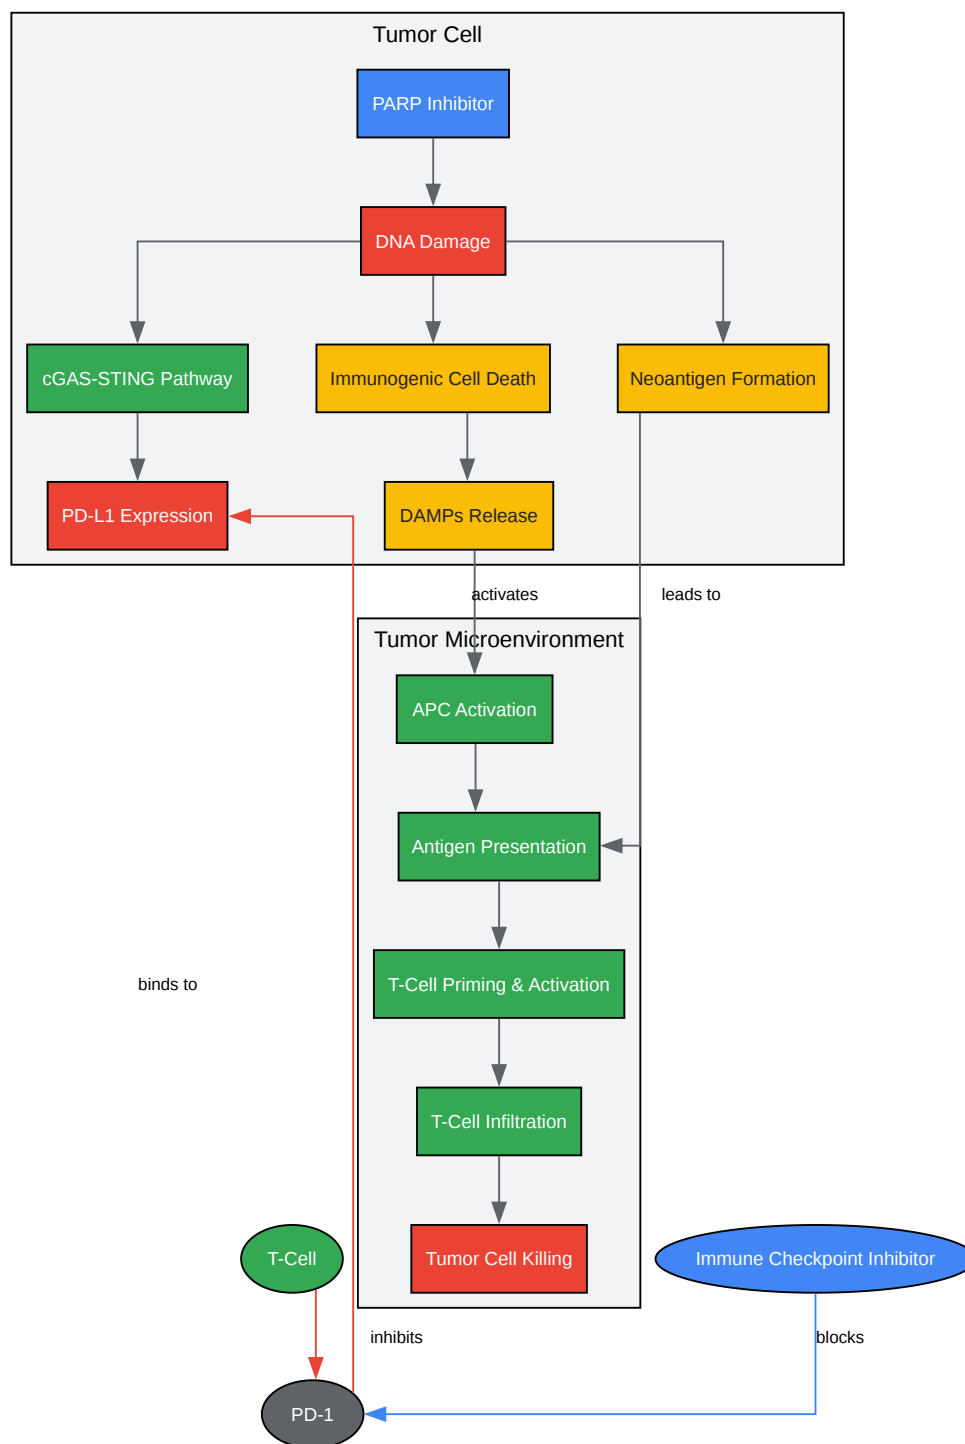 Tumor Cell
PARP Inhibitor
DNA Damage
cGAS-STING Pathway
Immunogenic Cell Death
Neoantigen Formation
PD-L1 Expression
DAMPs Release
activates
leads to
Tumor Microenvironment
APC Activation
Antigen Presentation
binds to
T-Cell Priming & Activation
T-Cell Infiltration
T-Cell
Tumor Cell Killing
Immune Checkpoint Inhibitor
inhibits
blocks
PD-1